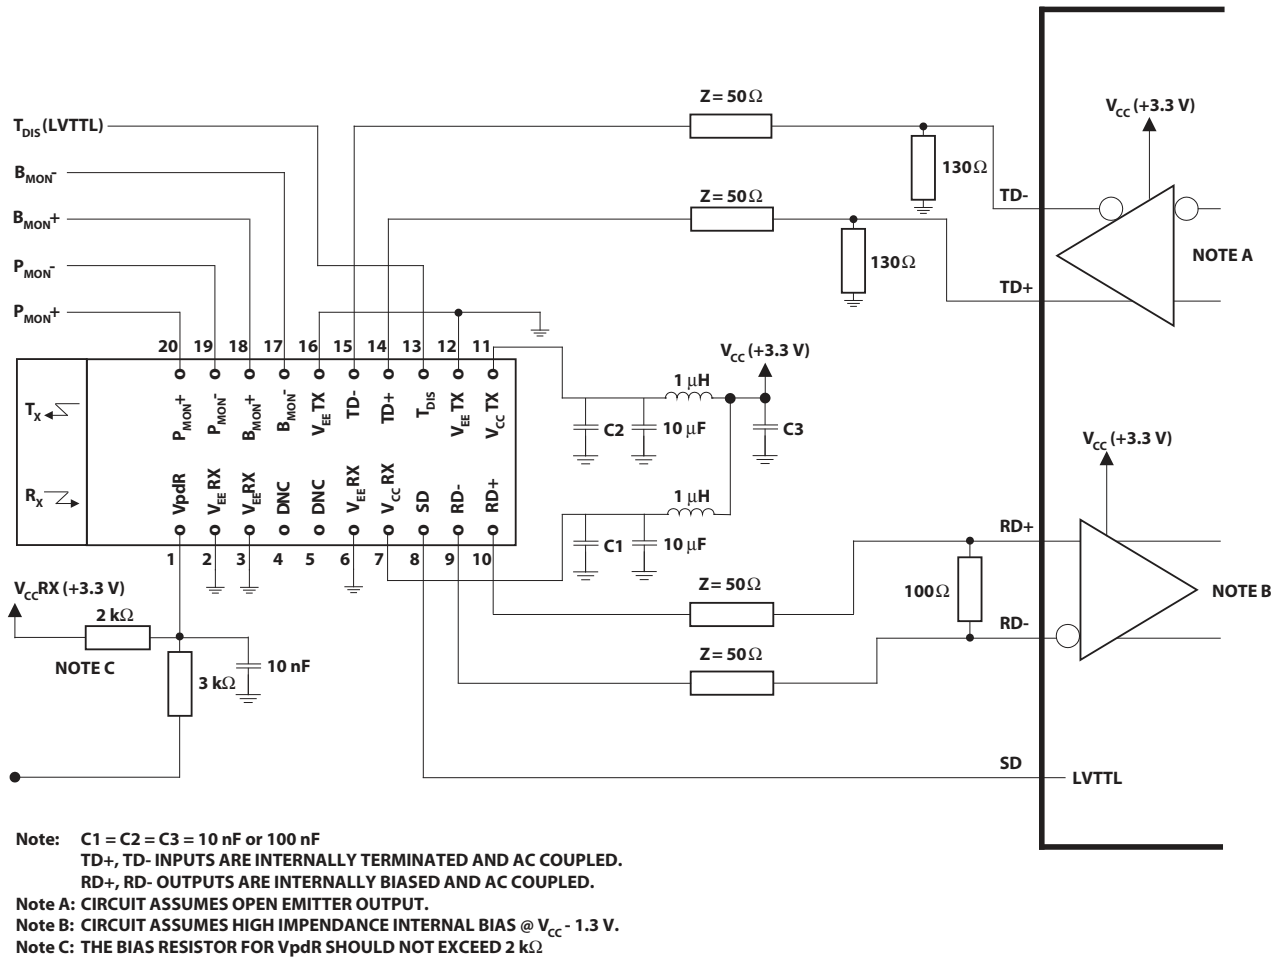 Z = 50Ω
V_CC (+3.3 V)
T_DIS (LVTTL)
130Ω
B_MON-
TD-
Z = 50Ω
B_MON+
NOTE A
P_MON-
130Ω
TD+
P_MON+
20 19 18 17 16 15 14 13 12 11
V_CC (+3.3 V)
T_X
P_MON+
P_MON-
B_MON+
B_MON-
V_EE TX
TD-
TD+
T_DIS
V_EE TX
V_CC TX
1 μH
C2
10 μF
C3
V_CC (+3.3 V)
R_X
VpdR
V_EE RX
V_EE RX
DNC
DNC
V_EE RX
V_CC RX
SD
RD-
RD+
1 μH
C1
10 μF
1 2 3 4 5 6 7 8 9 10
RD+
V_CC RX (+3.3 V)
Z = 50Ω
100Ω
NOTE B
2 kΩ
RD-
NOTE C
10 nF
Z = 50Ω
3 kΩ
SD
LVTTL
Note: C1 = C2 = C3 = 10 nF or 100 nF
TD+, TD- INPUTS ARE INTERNALLY TERMINATED AND AC COUPLED.
RD+, RD- OUTPUTS ARE INTERNALLY BIASED AND AC COUPLED.
Note A: CIRCUIT ASSUMES OPEN EMITTER OUTPUT.
Note B: CIRCUIT ASSUMES HIGH IMPENDANCE INTERNAL BIAS @ V_CC - 1.3 V.
Note C: THE BIAS RESISTOR FOR VpdR SHOULD NOT EXCEED 2 kΩ